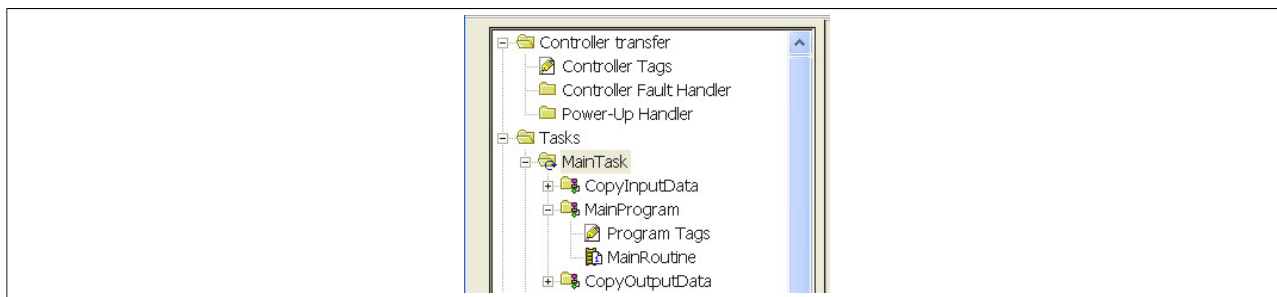 Controller transfer
Controller Tags
Controller Fault Handler
Power-Up Handler
Tasks
MainTask
CopyInputData
MainProgram
Program Tags
MainRoutine
CopyOutputData